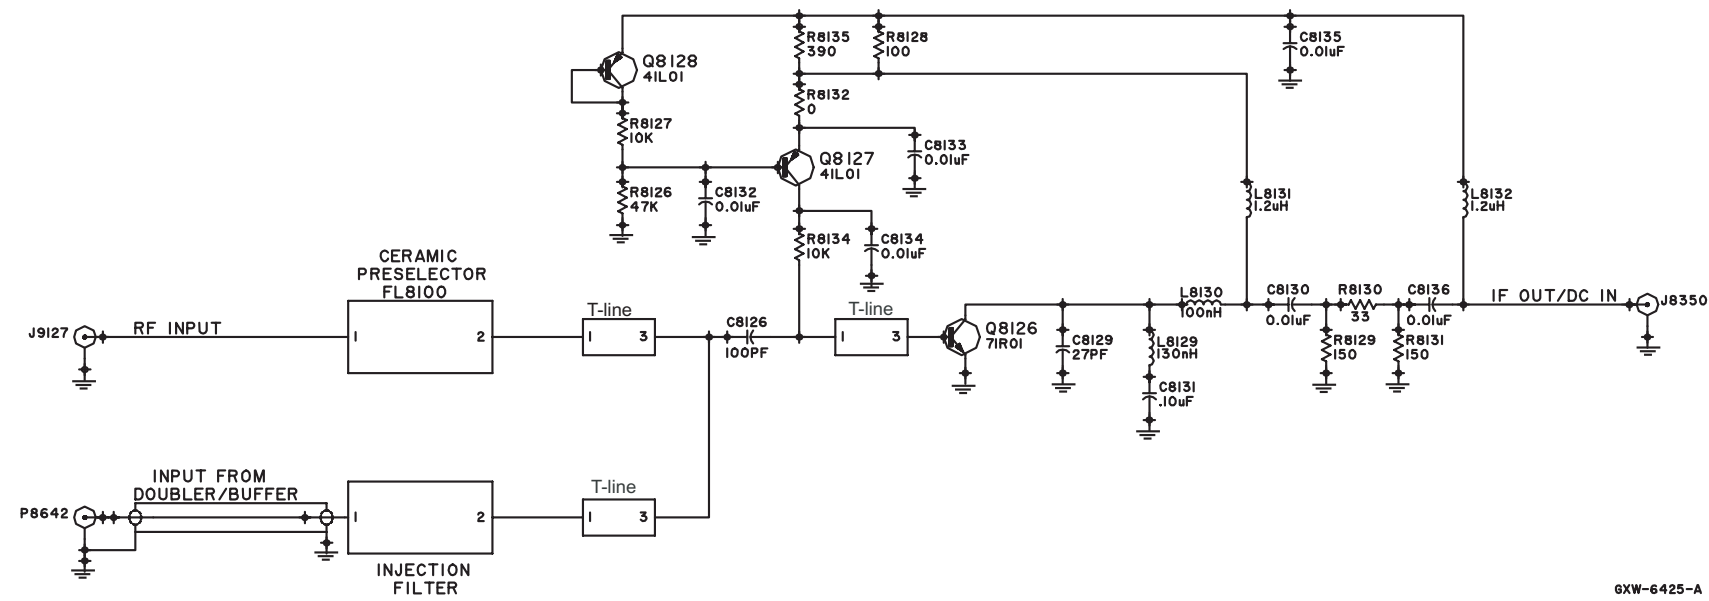 Q8128
41L01
R8135
390
R8128
100
C8135
0.01uF
R8132
0
R8127
10K
Q8127
41L01
C8133
0.01uF
R8126
47K
C8132
0.01uF
L8131
1.2uH
L8132
1.2uH
R8134
10K
C8134
0.01uF
CERAMIC
PRESELECTOR
FL8100
J9127
RF INPUT
1 2
T-line
1 3
C8126
100PF
T-line
1 3
Q8126
71R01
C8129
27PF
L8129
130nH
C8131
.10uF
L8130
100nH
C8130
0.01uF
R8130
33
C8136
0.01uF
R8129
150
R8131
150
IF OUT/DC IN
J8350
INPUT FROM
DOUBLER/BUFFER
P8642
1 2
INJECTION
FILTER
T-line
1 3
GXW-6425-A